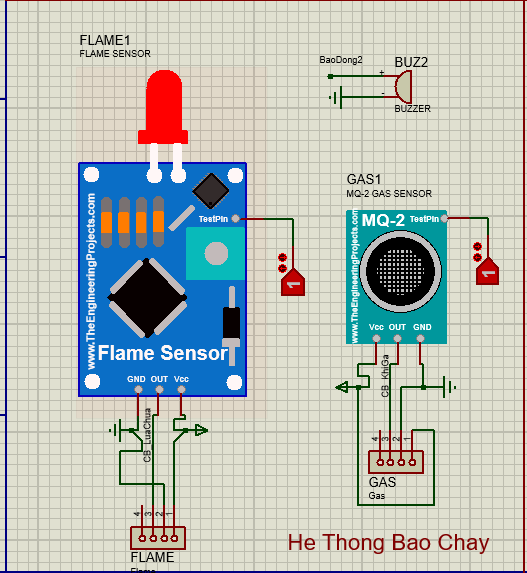 FLAME1
FLAME SENSOR
www.TheEngineeringProjects.com
TestPin
1
Flame Sensor
GND OUT Vcc
CB_LuaChua
4 3 2 1
FLAME
BaoDong2
BUZ2
+
-
BUZZER
GAS1
MQ-2 GAS SENSOR
www.TheEngineeringProjects.com
MQ-2
TestPin
1
Vcc OUT GND
CB_KhiGa
4 3 2 1
GAS
Gas
He Thong Bao Chay